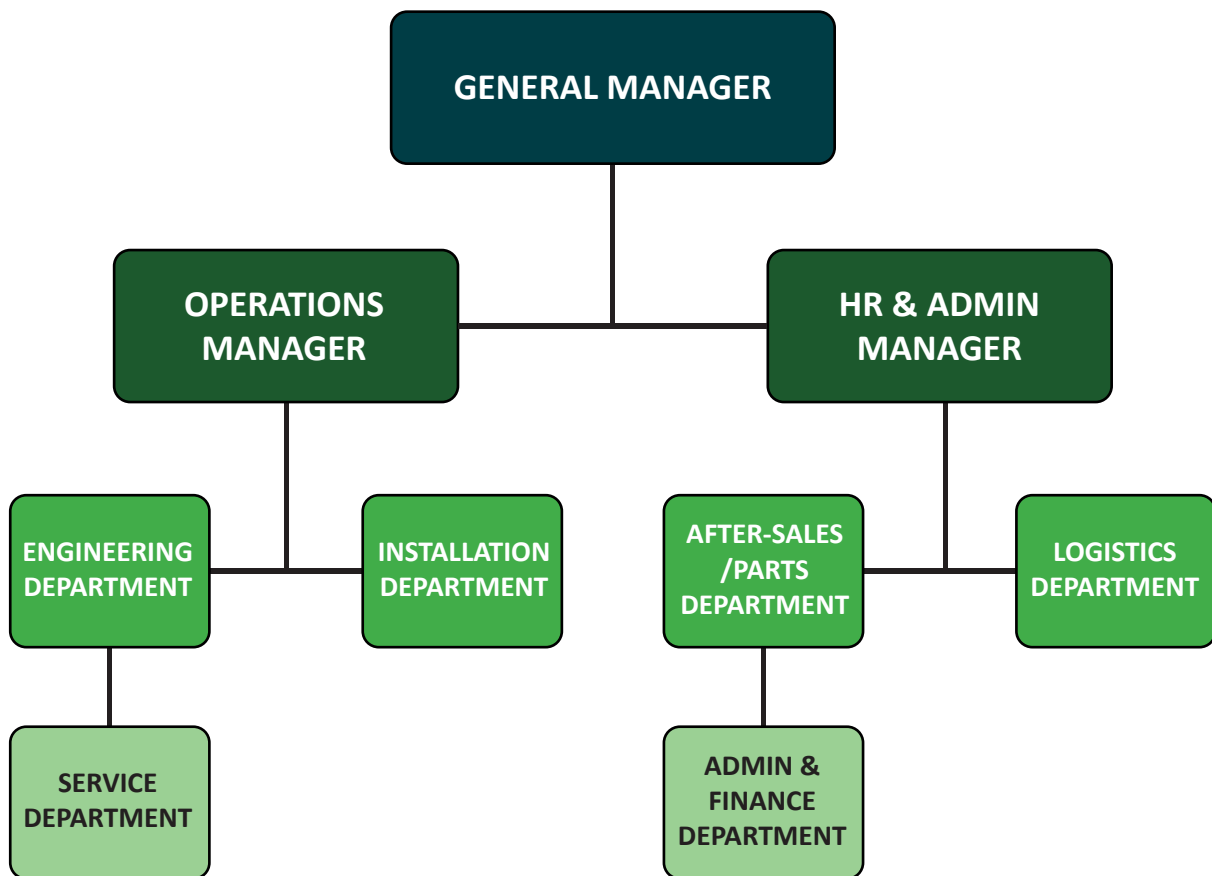 GENERAL MANAGER
OPERATIONS
MANAGER
HR & ADMIN
MANAGER
ENGINEERING
DEPARTMENT
INSTALLATION
DEPARTMENT
AFTER-SALES
/PARTS
DEPARTMENT
LOGISTICS
DEPARTMENT
SERVICE
DEPARTMENT
ADMIN &
FINANCE
DEPARTMENT